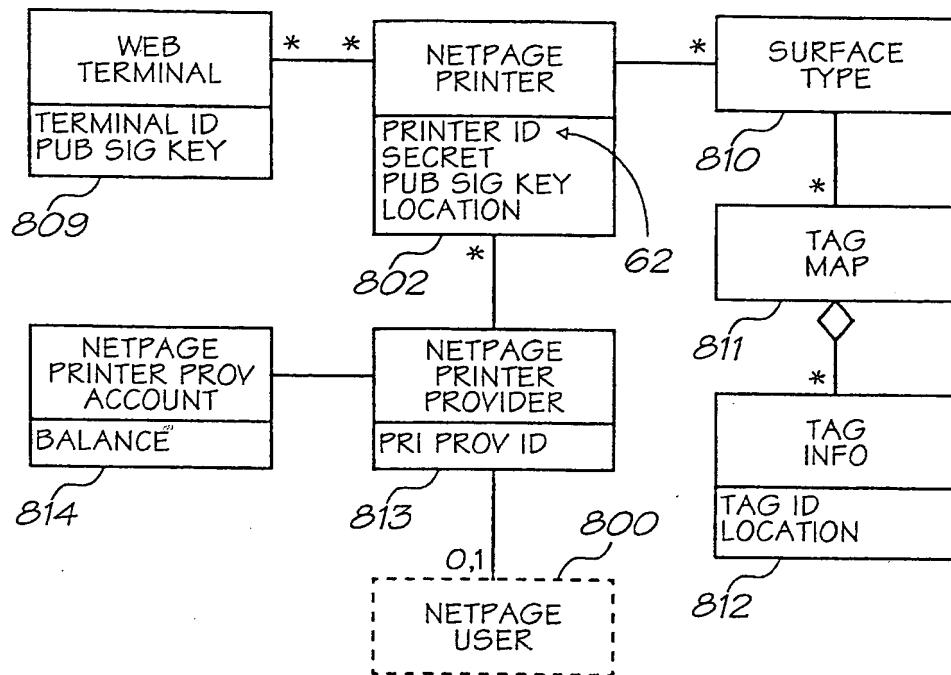 WEB
TERMINAL
TERMINAL ID
PUB SIG KEY
809
* *
NETPAGE
PRINTER
PRINTER ID
SECRET
PUB SIG KEY
LOCATION
802
62
*
SURFACE
TYPE
810
*
TAG
MAP
811
*
TAG
INFO
TAG ID
LOCATION
812
*
NETPAGE
PRINTER PROV
ACCOUNT
BALANCE
814
NETPAGE
PRINTER
PROVIDER
PRI PROV ID
813
800
0,1
NETPAGE
USER